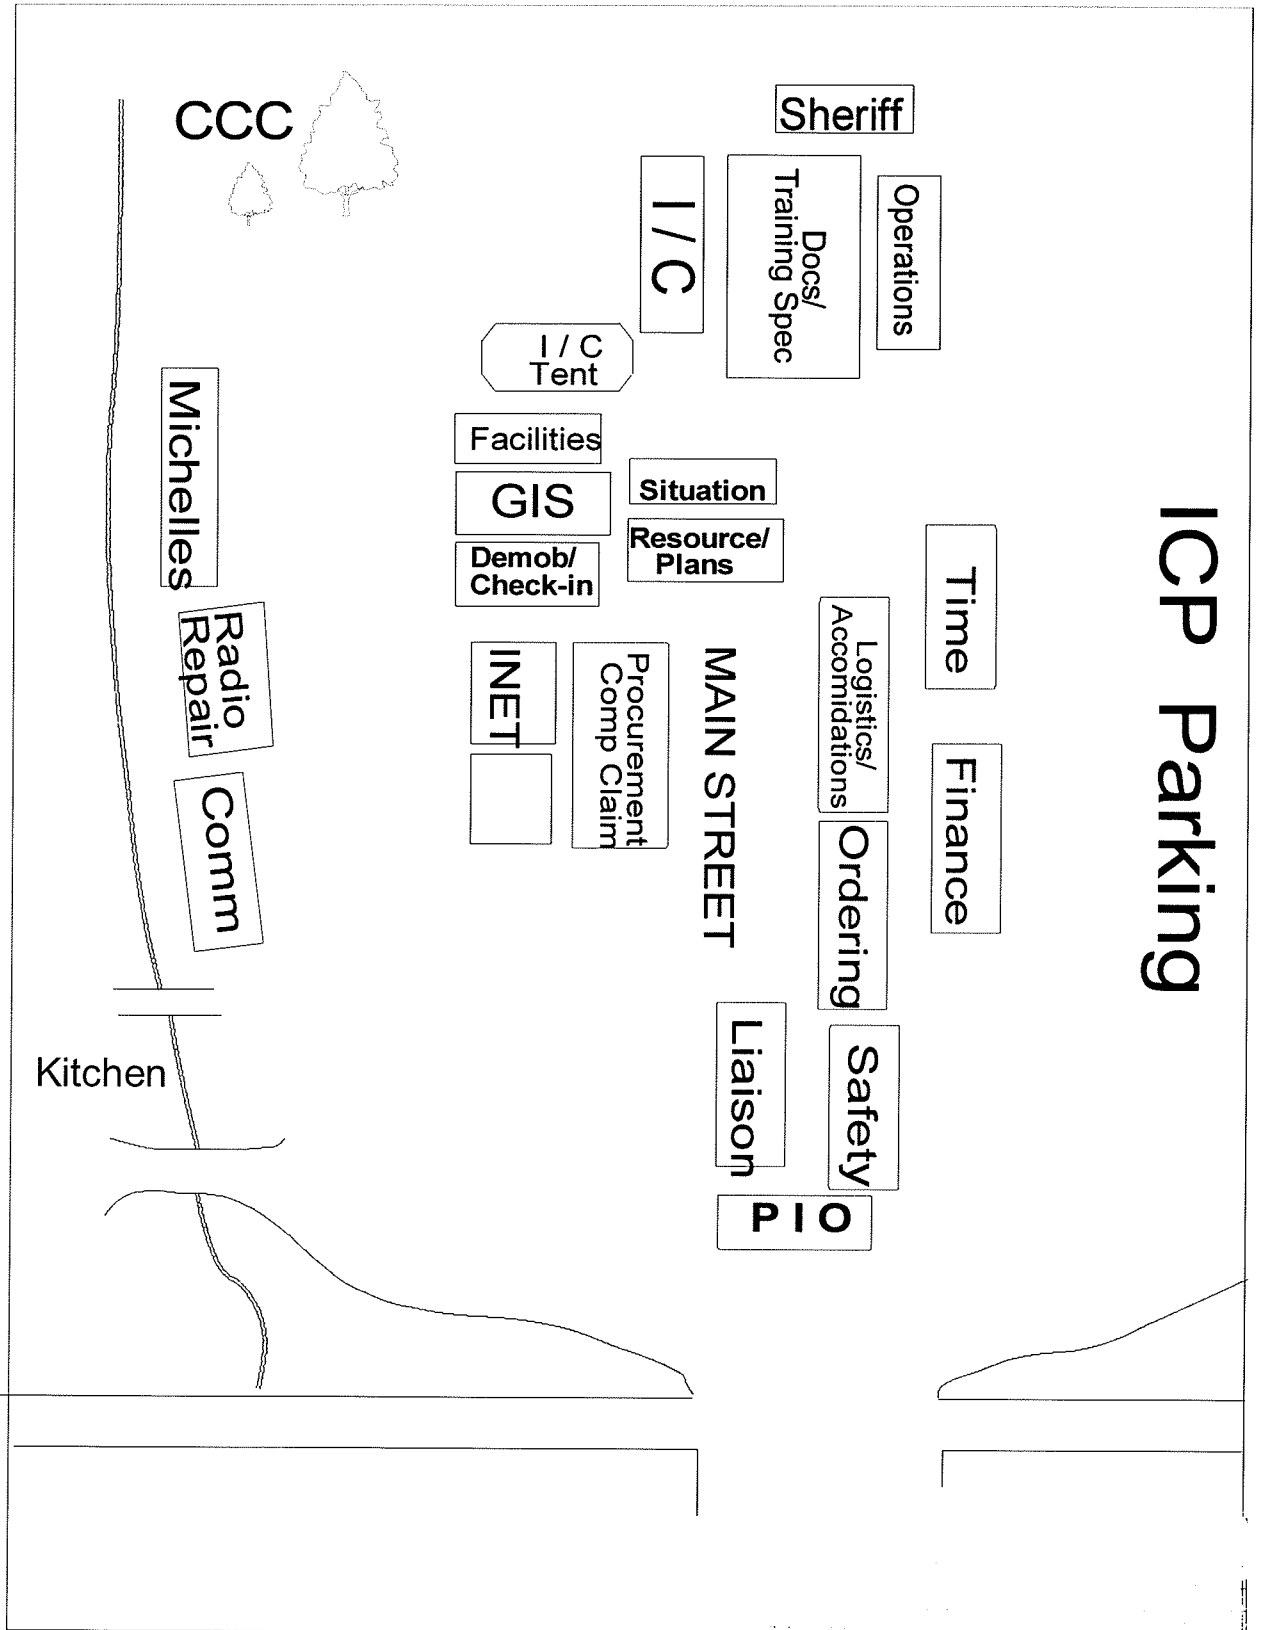 CCC
Sheriff
I / C
Docs/
Training Spec
Operations
I / C
Tent
Michelles
Facilities
GIS
Situation
Demob/
Check-in
Resource/
Plans
ICP Parking
Time
Radio
Repair
INET
Procurement
Comp Claim
MAIN STREET
Logistics/
Accomidations
Finance
Comm
Ordering
Kitchen
Liaison
Safety
P I O